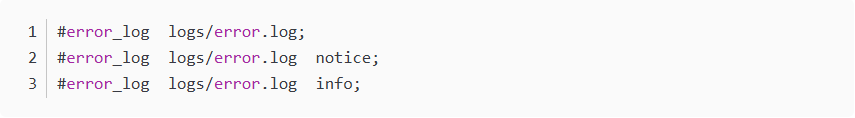 1 #error_log  logs/error.log;
2 #error_log  logs/error.log  notice;
3 #error_log  logs/error.log  info;